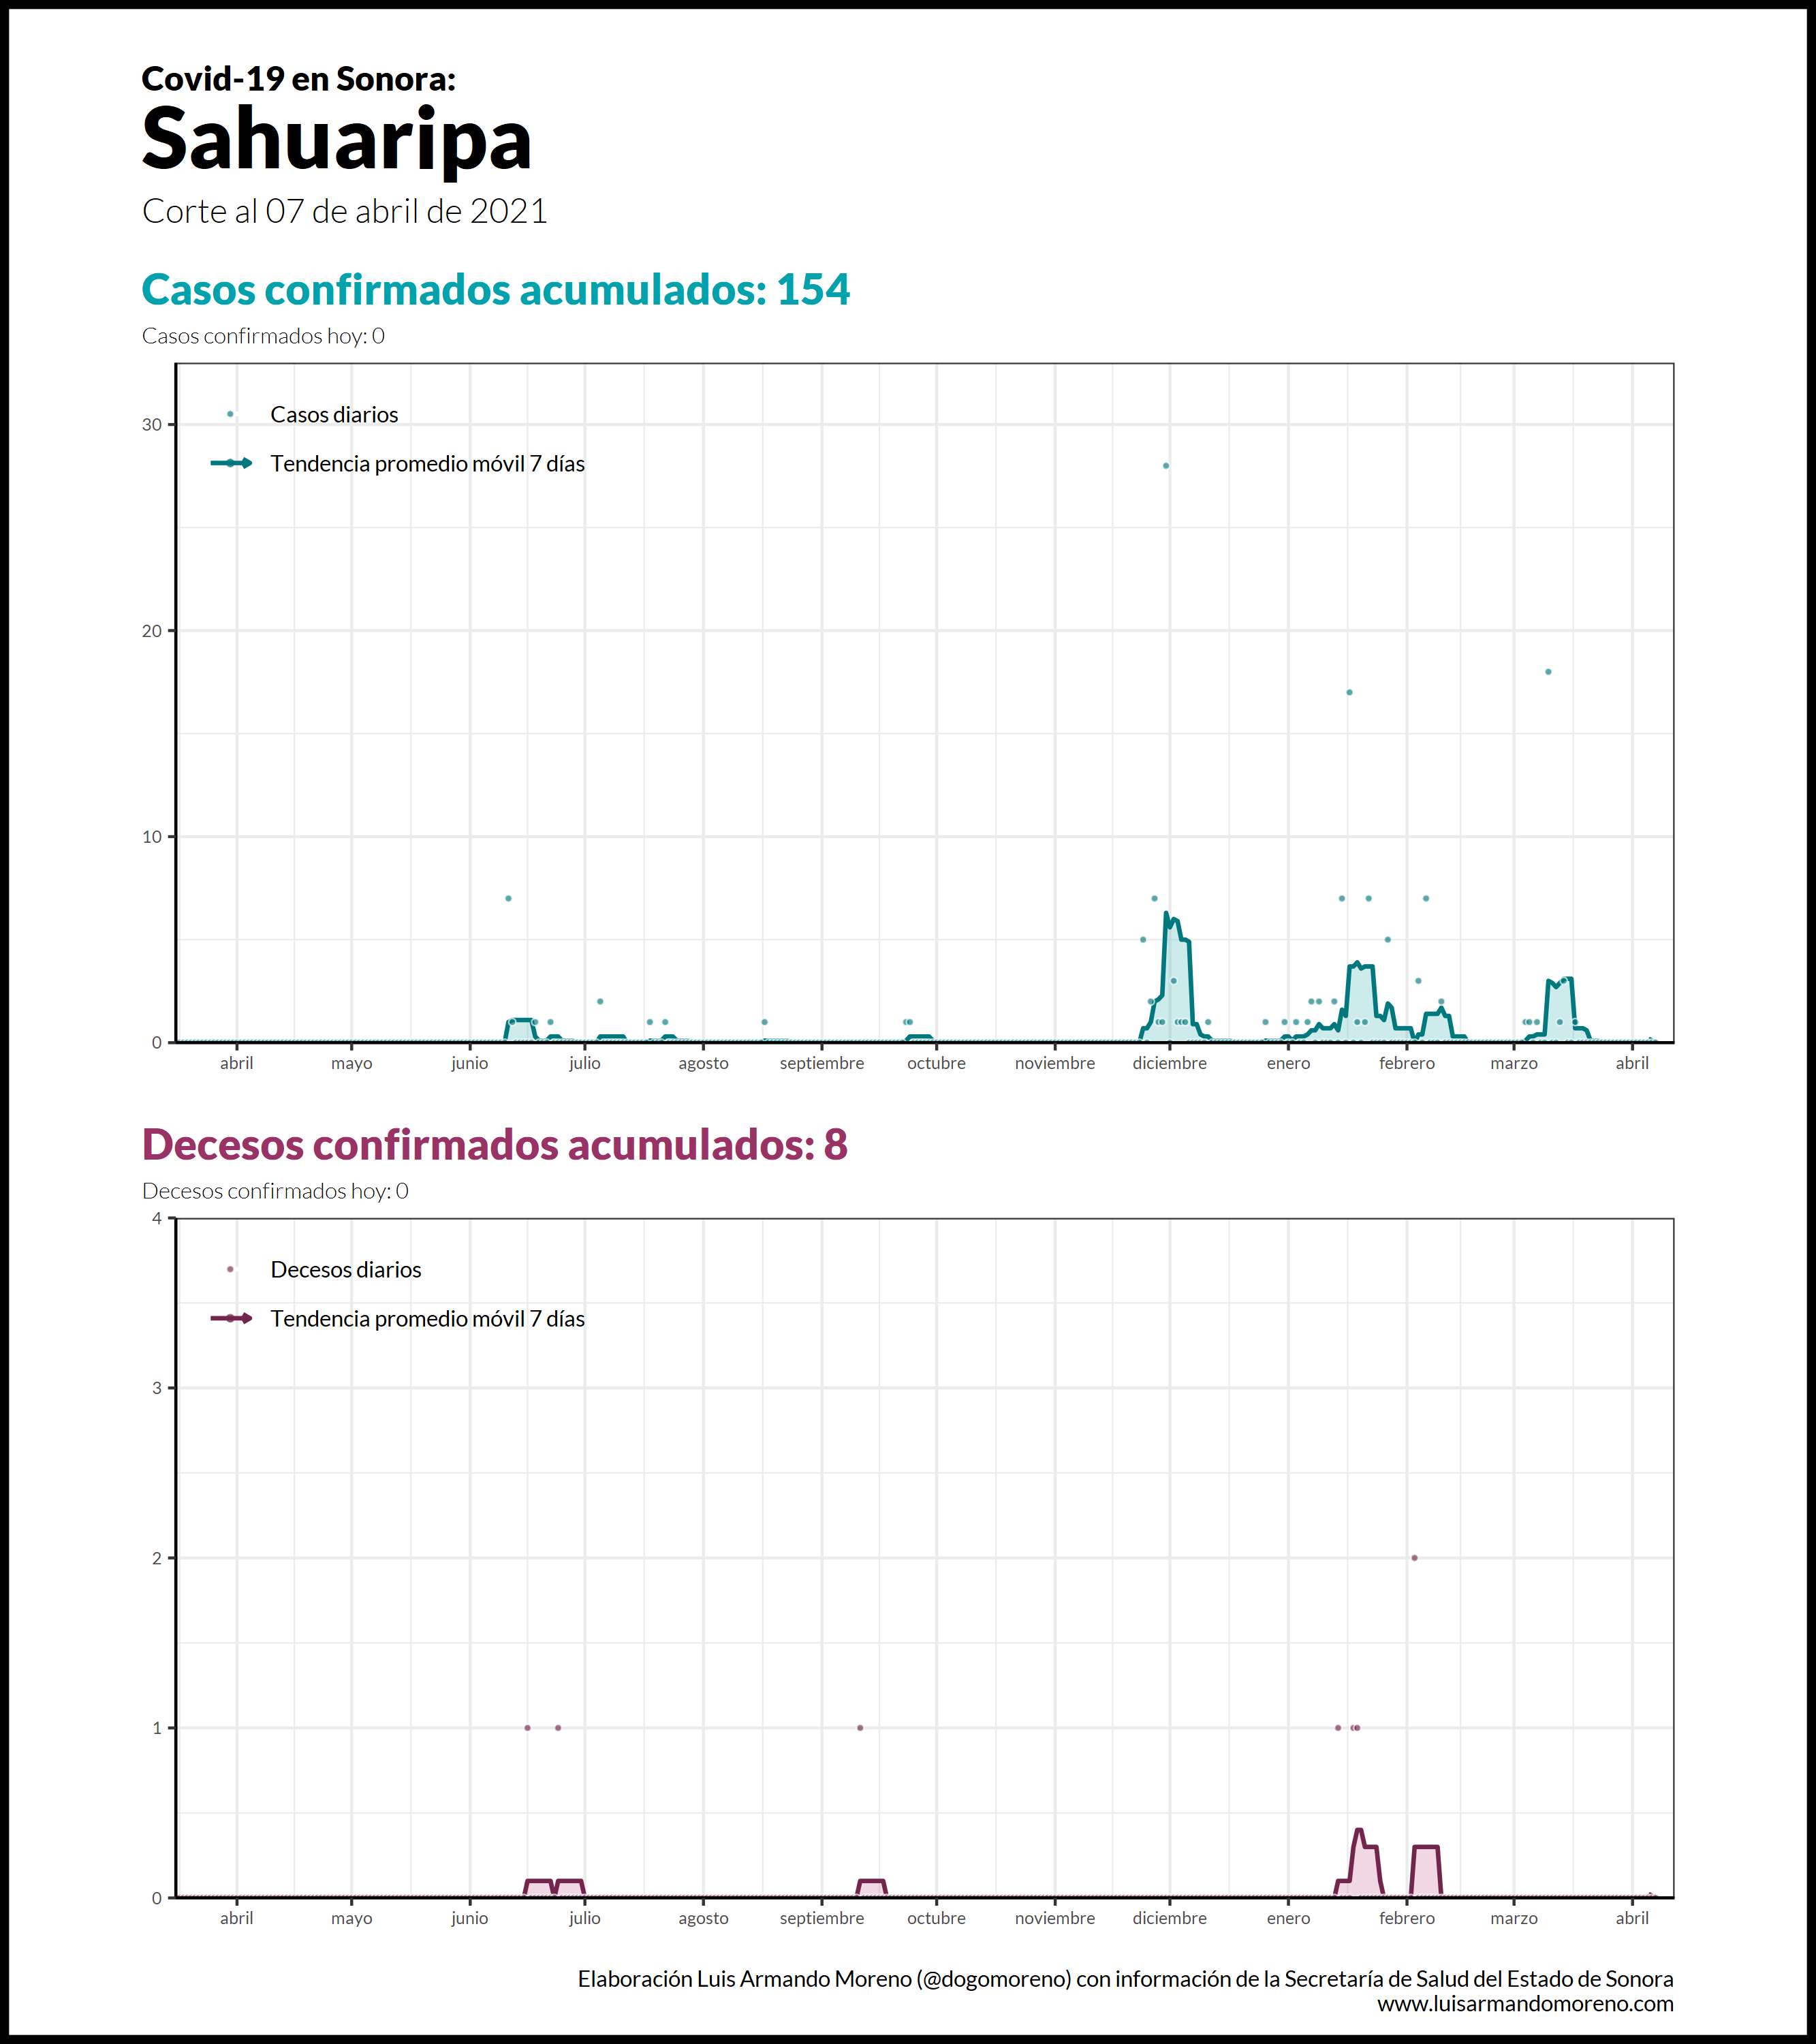 Covid-19 en Sonora:
Sahuaripa
Corte al 07 de abril de 2021
Casos confirmados acumulados: 154
Casos confirmados hoy: 0
Casos diarios
Tendencia promedio móvil 7 días
30
20
10
0
abril mayo junio julio agosto septiembre octubre noviembre diciembre enero febrero marzo abril
Decesos confirmados acumulados: 8
Decesos confirmados hoy: 0
4
Decesos diarios
Tendencia promedio móvil 7 días
3
2
1
0
abril mayo junio julio agosto septiembre octubre noviembre diciembre enero febrero marzo abril
Elaboración Luis Armando Moreno (@dogomoreno) con información de la Secretaría de Salud del Estado de Sonora
www.luisarmandomoreno.com